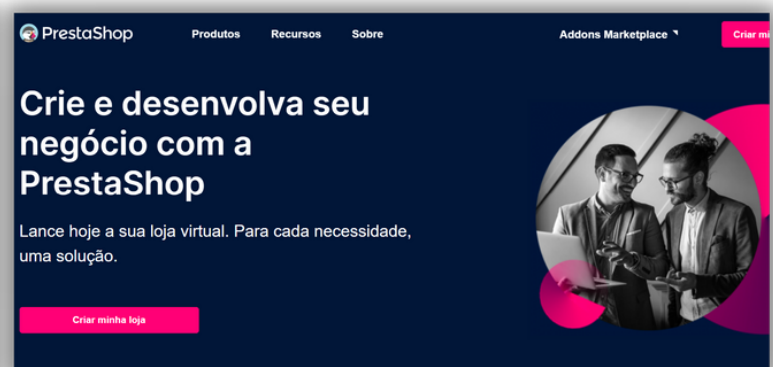 PrestaShop
Produtos
Recursos
Sobre
Addons Marketplace
Criar
Crie e desenvolva seu
negócio com a
PrestaShop
Lance hoje a sua loja virtual. Para cada necessidade,
uma solução.
Criar minha loja